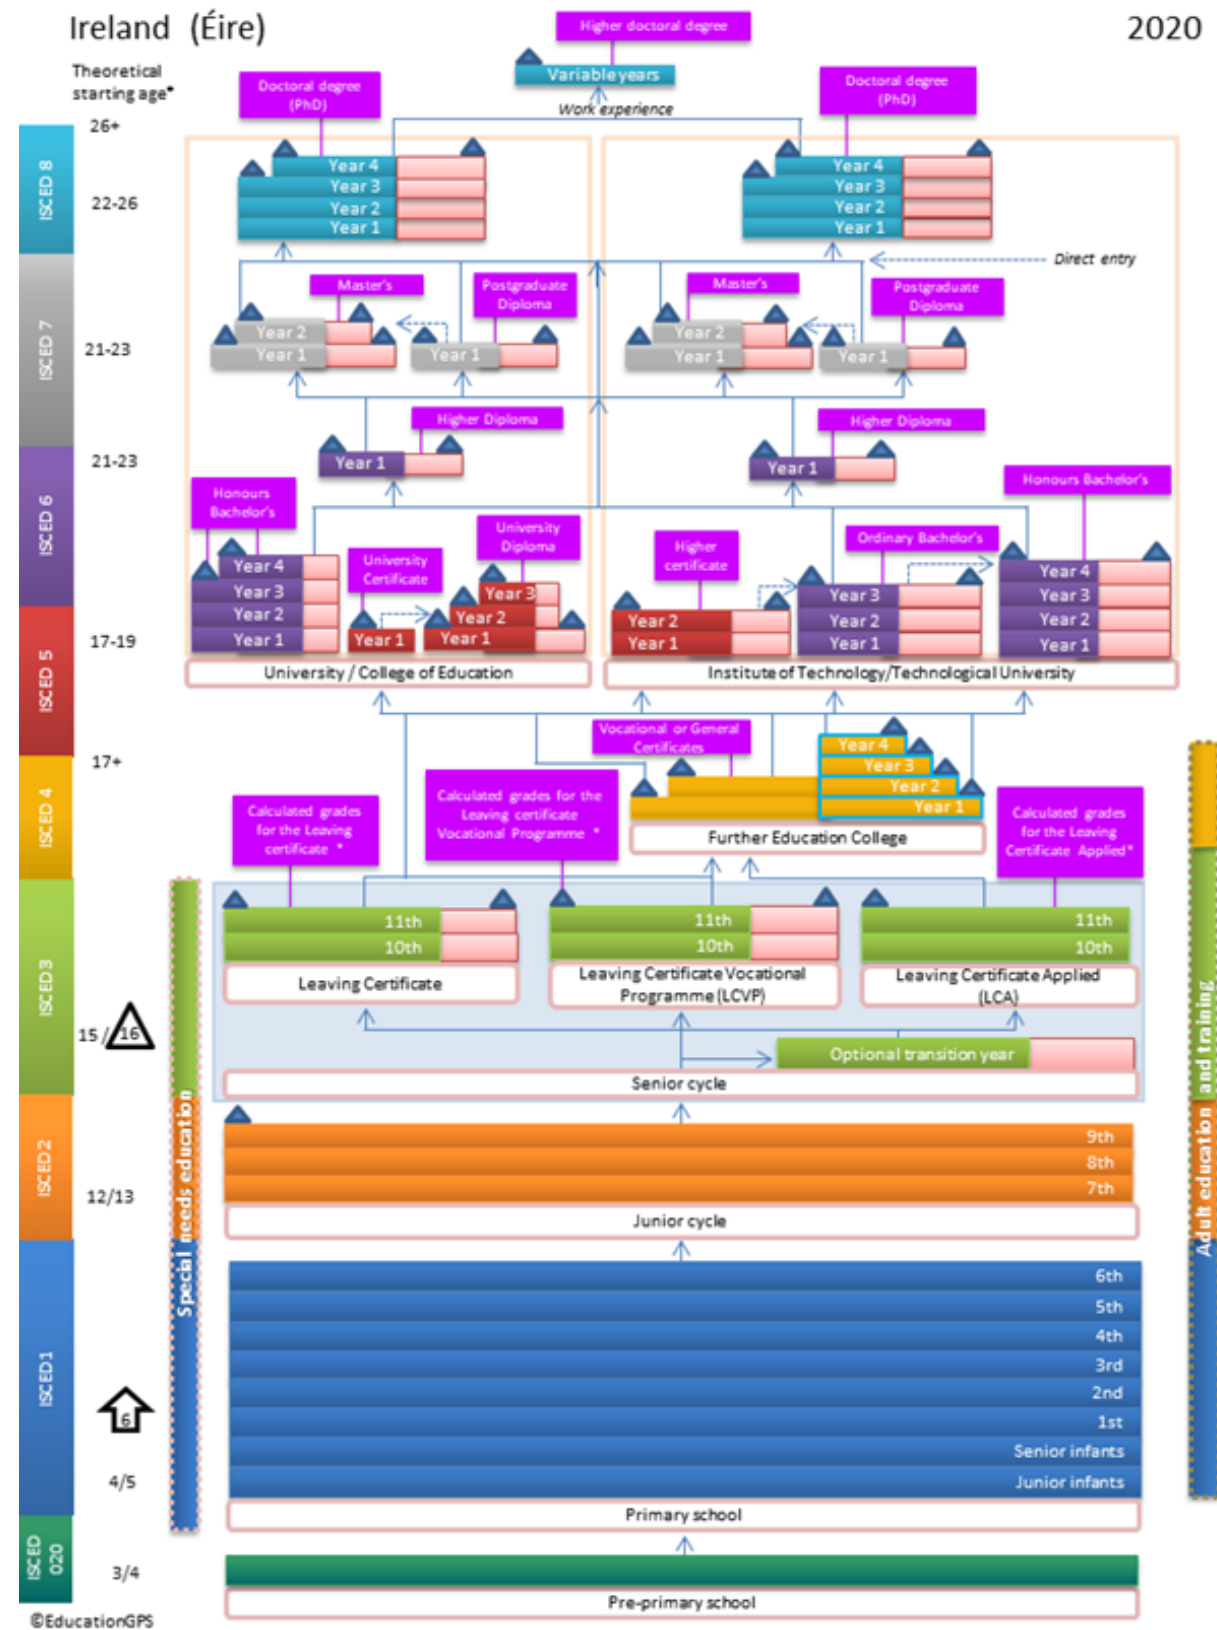 Ireland (Éire)
2020
Theoretical
starting age*
Higher doctoral degree
Variable years
Work experience
Doctoral degree
(PhD)
Doctoral degree
(PhD)
26+
ISCED 8
22-26
Year 4
Year 3
Year 2
Year 1
Year 4
Year 3
Year 2
Year 1
Direct entry
ISCED 7
21-23
Master's
Postgraduate
Diploma
Year 2
Year 1
Year 1
Master's
Postgraduate
Diploma
Year 2
Year 1
Year 1
ISCED 6
21-23
Higher Diploma
Year 1
Higher Diploma
Year 1
Honours
Bachelor's
Year 4
Year 3
Year 2
Year 1
University
Certificate
Year 1
University
Diploma
Year 3
Year 2
Year 1
Higher
certificate
Year 2
Year 1
Ordinary Bachelor's
Year 3
Year 2
Year 1
Honours Bachelor's
Year 4
Year 3
Year 2
Year 1
ISCED 5
17-19
University / College of Education
Institute of Technology/Technological University
ISCED 4
17+
Vocational or General
Certificates
Year 4
Year 3
Year 2
Year 1
Further Education College
Calculated grades
for the Leaving
certificate *
Calculated grades for the
Leaving certificate
Vocational Programme *
Calculated grades
for the Leaving
Certificate Applied*
ISCED3
15 / 16
11th
10th
Leaving Certificate
11th
10th
Leaving Certificate Vocational
Programme (LCVP)
11th
10th
Leaving Certificate Applied
(LCA)
Optional transition year
Senior cycle
ISCED2
12/13
9th
8th
7th
Junior cycle
ISCED1
6
4/5
6th
5th
4th
3rd
2nd
1st
Senior infants
Junior infants
Primary school
ISCED
020
3/4
Pre-primary school
Special needs education
Adult education and training
©EducationGPS